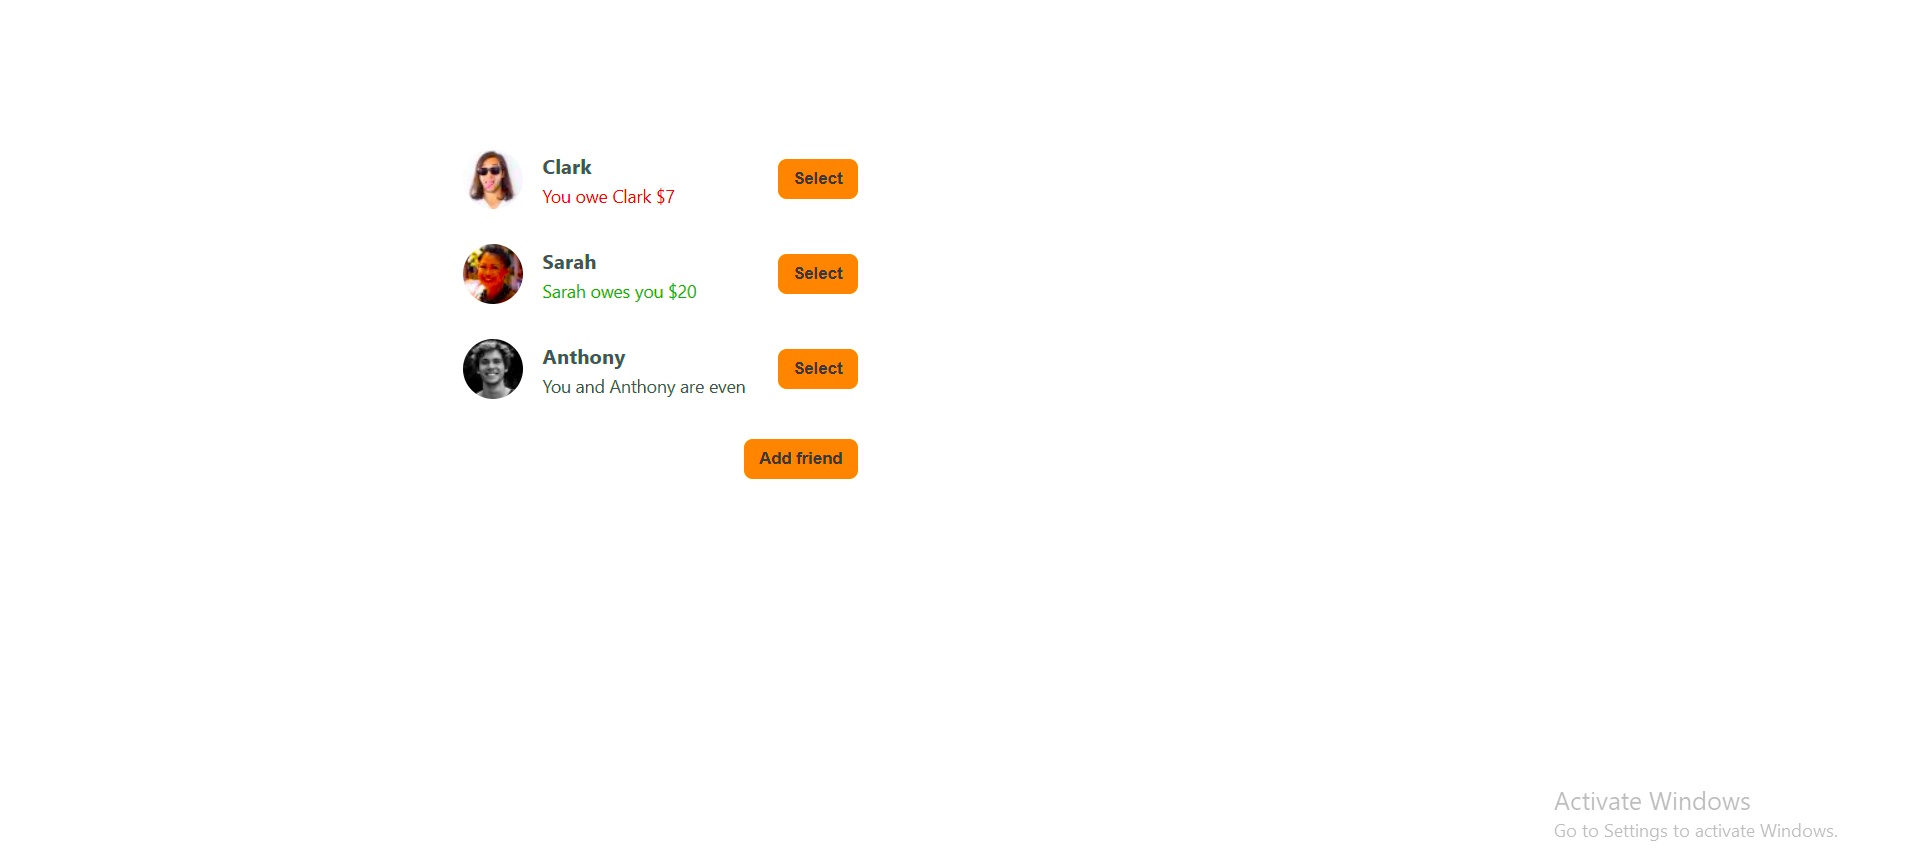 Clark
You owe Clark $7
Select
Sarah
Sarah owes you $20
Select
Anthony
You and Anthony are even
Select
Add friend
Activate Windows
Go to Settings to activate Windows.